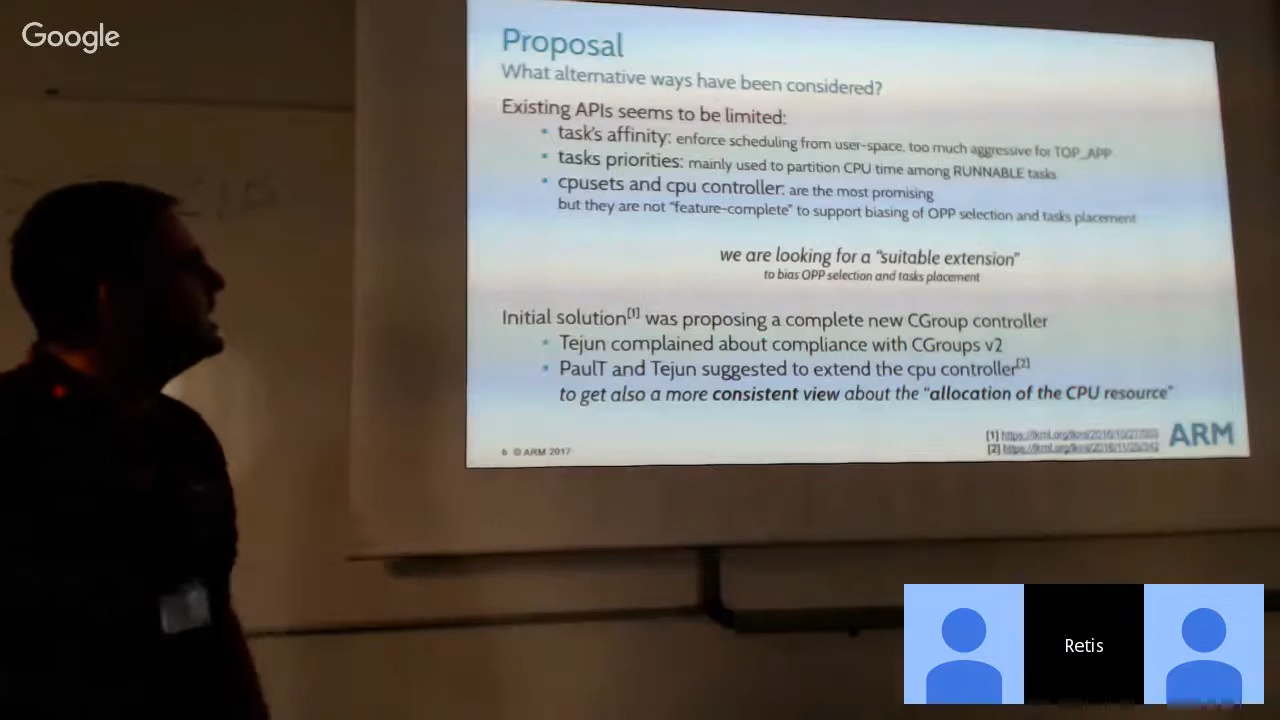 Google
Proposal
What alternative ways have been considered?
Existing APIs seems to be limited:
• task's affinity: enforce scheduling from user-space, too much aggressive for TOP_APP
• tasks priorities: mainly used to partition CPU time among RUNNABLE tasks
• cpusets and cpu controller: are the most promising
but they are not "feature-complete" to support biasing of OPP selection and tasks placement
we are looking for a "suitable extension"
to bias OPP selection and tasks placement
Initial solution[1] was proposing a complete new CGroup controller
• Tejun complained about compliance with CGroups v2
• PaulT and Tejun suggested to extend the cpu controller[2]
to get also a more consistent view about the "allocation of the CPU resource"
[1]
[2]
ARM
6 © ARM 2017
Retis